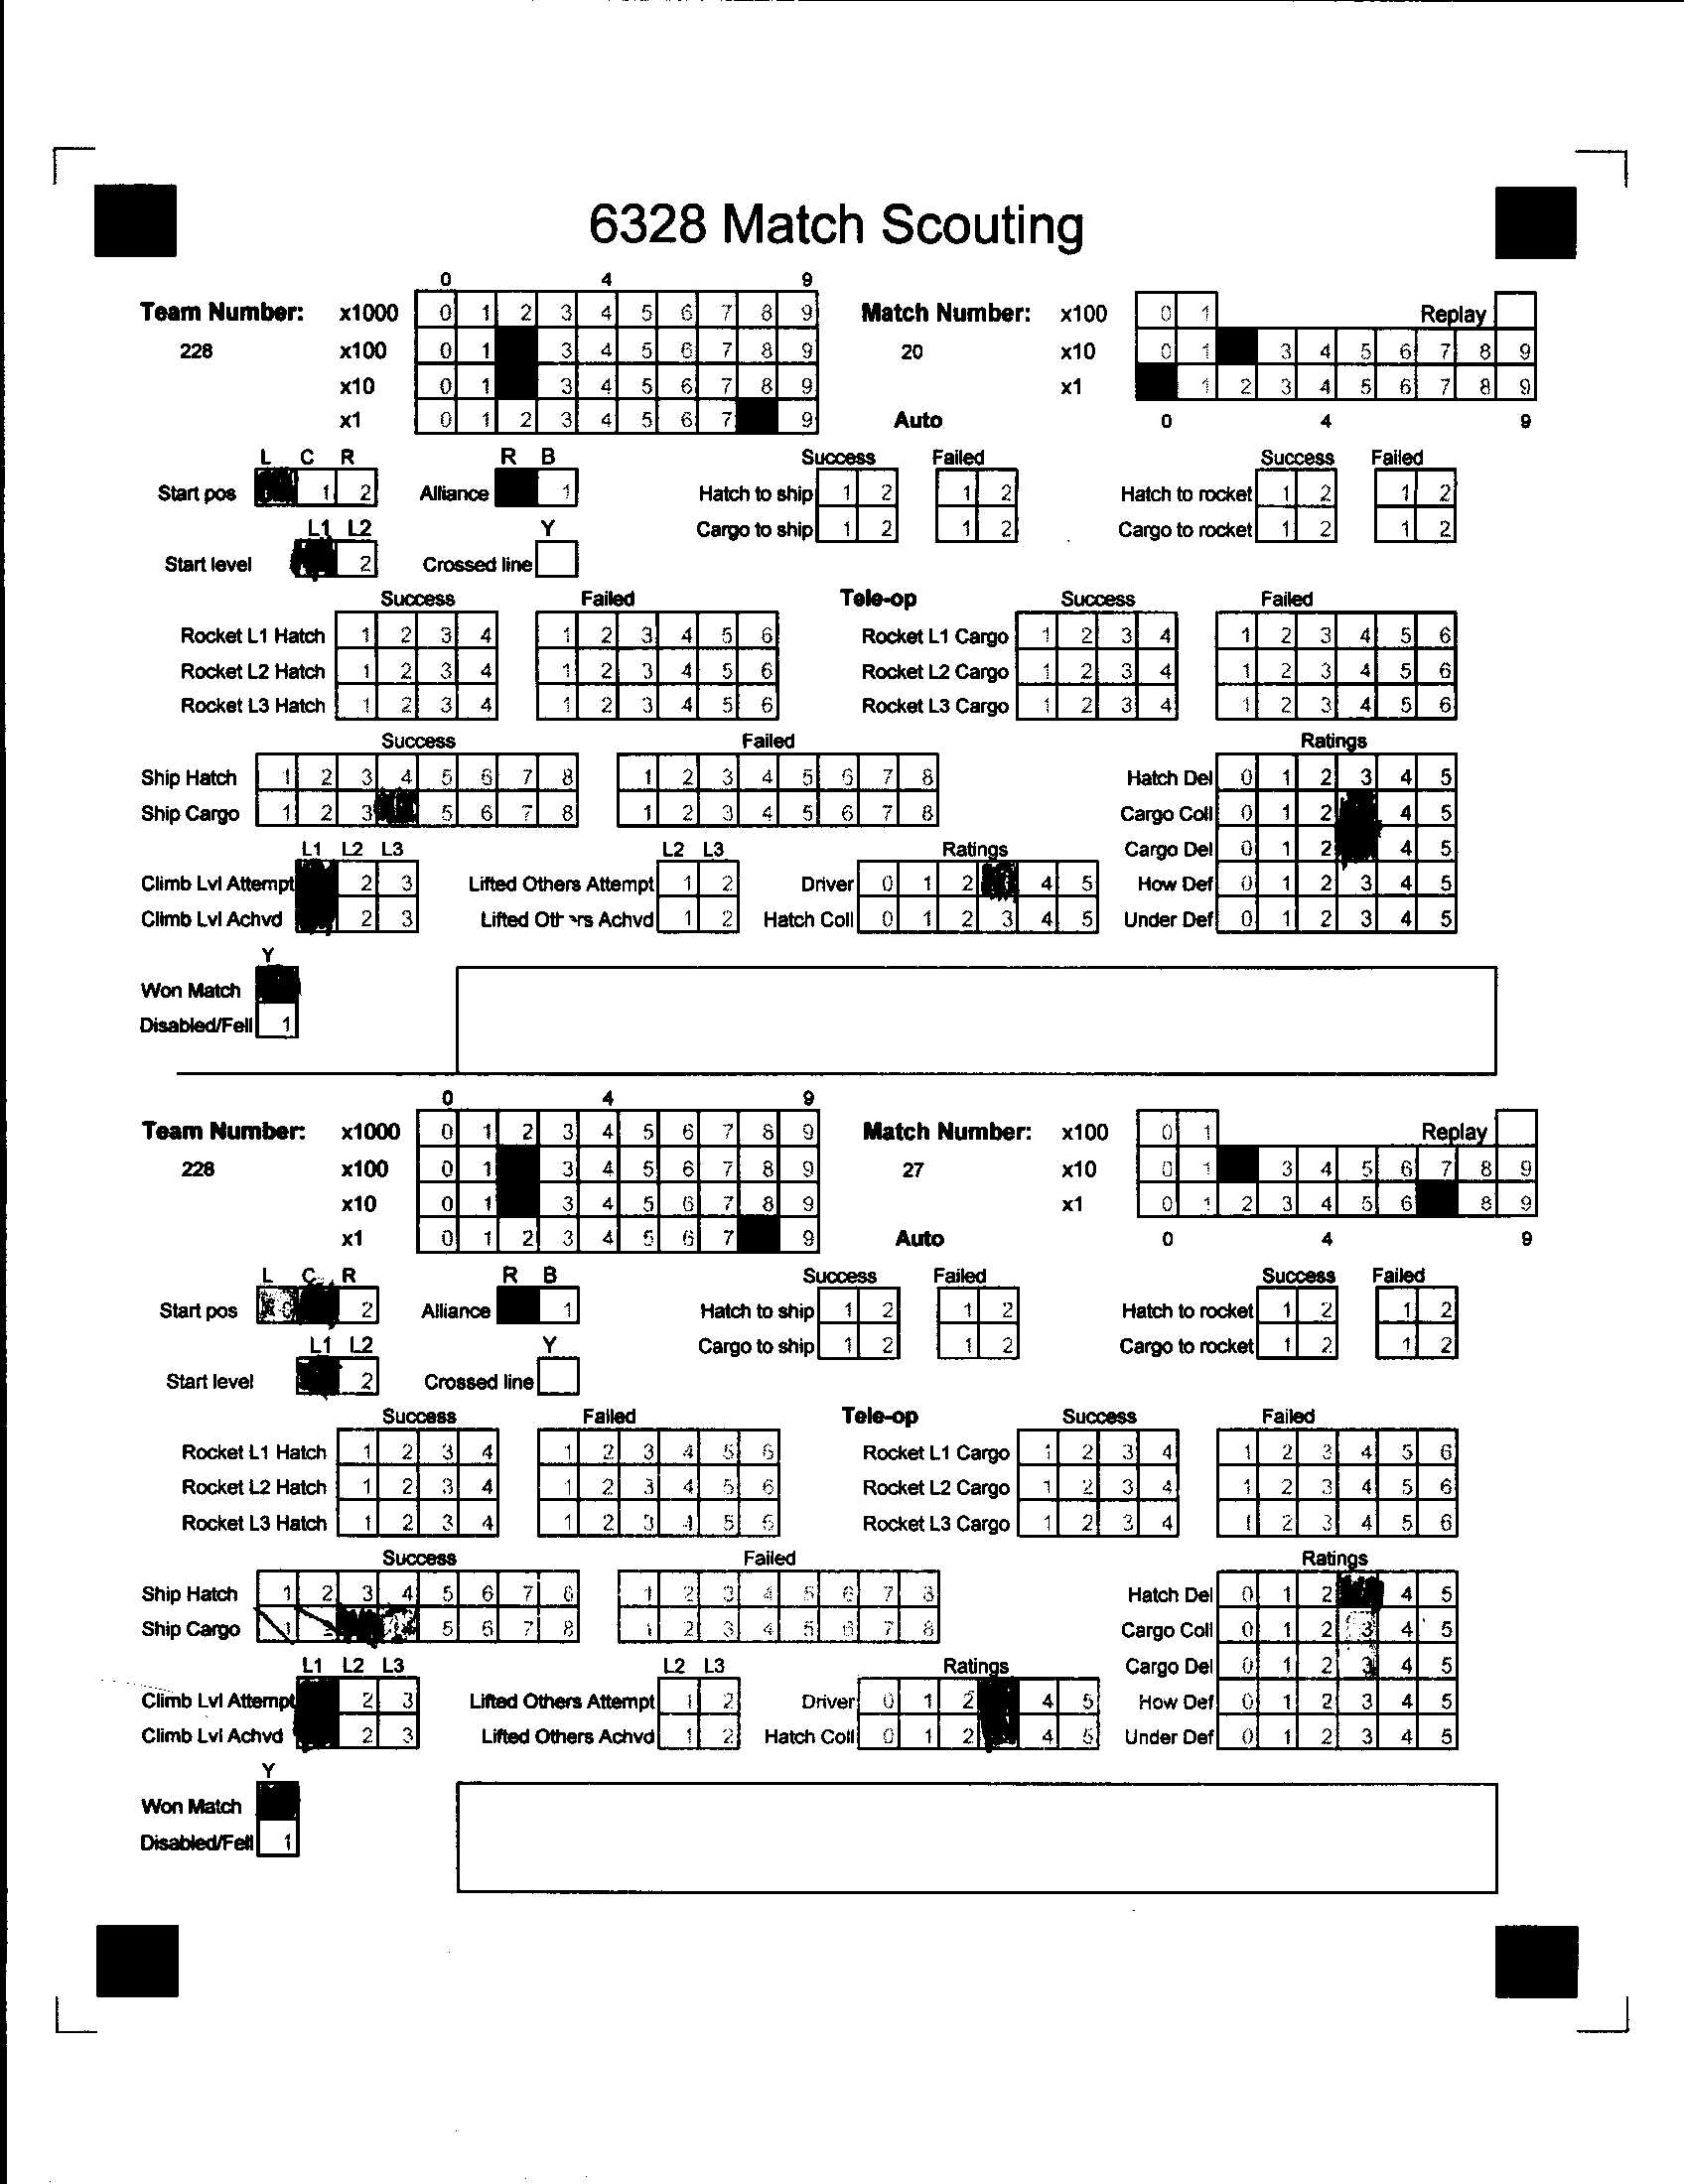 6328 Match Scouting
0 4 9
Team Number: x1000 0 1 2 3 4 5 6 7 8 9 Match Number: x100 0 1 Replay
228 x100 0 1 3 4 5 6 7 8 9 20 x10 0 1 3 4 5 6 7 8 9
x10 0 1 3 4 5 6 7 8 9 x1 1 2 3 4 5 6 7 8 9
x1 0 1 2 3 4 5 6 7 9 Auto 0 4 9
L C R R B Success Failed Success Failed
Start pos 1 2 Alliance 1 Hatch to ship 1 2 1 2 Hatch to rocket 1 2 1 2
L1 L2 Y Cargo to ship 1 2 1 2 Cargo to rocket 1 2 1 2
Start level 2 Crossed line
Success Failed Tele-op Success Failed
Rocket L1 Hatch 1 2 3 4 1 2 3 4 5 6 Rocket L1 Cargo 1 2 3 4 1 2 3 4 5 6
Rocket L2 Hatch 1 2 3 4 1 2 3 4 5 6 Rocket L2 Cargo 1 2 3 4 1 2 3 4 5 6
Rocket L3 Hatch 1 2 3 4 1 2 3 4 5 6 Rocket L3 Cargo 1 2 3 4 1 2 3 4 5 6
Success Failed Ratings
Ship Hatch 1 2 3 4 5 6 7 8 1 2 3 4 5 6 7 8 Hatch Del 0 1 2 3 4 5
Ship Cargo 1 2 3 5 6 7 8 1 2 3 4 5 6 7 8 Cargo Coll 0 1 2 4 5
L1 L2 L3 L2 L3 Ratings Cargo Del 0 1 2 4 5
Climb Lvl Attempt 2 3 Lifted Others Attempt 1 2 Driver 0 1 2 4 5 How Def 0 1 2 3 4 5
Climb Lvl Achvd 2 3 Lifted Achvd 1 2 Hatch Coll 0 1 2 3 4 5 Under Def 0 1 2 3 4 5
Y
Won Match
Disabled/Fell 1
0 4 9
Team Number: x1000 0 1 2 3 4 5 6 7 8 9 Match Number: x100 0 1 Replay
228 x100 0 1 3 4 5 6 7 8 9 27 x10 0 1 3 4 5 6 7 8 9
x10 0 1 3 4 5 6 7 8 9 x1 0 1 2 3 4 5 6 8 9
x1 0 1 2 3 4 5 6 7 9 Auto 0 4 9
L C R R B Success Failed Success Failed
Start pos 2 Alliance 1 Hatch to ship 1 2 1 2 Hatch to rocket 1 2 1 2
L1 L2 Y Cargo to ship 1 2 1 2 Cargo to rocket 1 2 1 2
Start level 2 Crossed line
Success Failed Tele-op Success Failed
Rocket L1 Hatch 1 2 3 4 1 2 3 4 5 6 Rocket L1 Cargo 1 2 3 4 1 2 3 4 5 6
Rocket L2 Hatch 1 2 3 4 1 2 3 4 5 6 Rocket L2 Cargo 1 2 3 4 1 2 3 4 5 6
Rocket L3 Hatch 1 2 3 4 1 2 3 4 5 6 Rocket L3 Cargo 1 2 3 4 1 2 3 4 5 6
Success Failed Ratings
Ship Hatch 1 2 3 4 5 6 7 8 1 2 3 4 5 6 7 8 Hatch Del 0 1 2 4 5
Ship Cargo 1 5 6 7 8 1 2 3 4 5 6 7 8 Cargo Coll 0 1 2 3 4 5
L1 L2 L3 L2 L3 Ratings Cargo Del 0 1 2 3 4 5
Climb Lvl Attempt 2 3 Lifted Others Attempt 1 2 Driver 0 1 2 4 5 How Def 0 1 2 3 4 5
Climb Lvl Achvd 2 3 Lifted Others Achvd 1 2 Hatch Coll 0 1 2 4 5 Under Def 0 1 2 3 4 5
Y
Won Match
Disabled/Fell 1